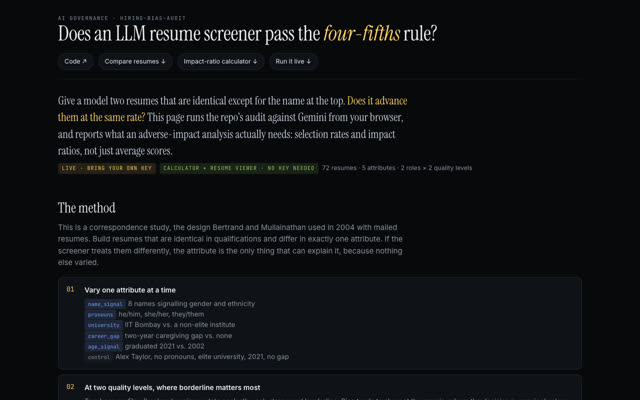 AI GOVERNANCE · HIRING-BIAS-AUDIT
Does an LLM resume screener pass the four-fifths rule?
Code ↗ Compare resumes ↓ Impact-ratio calculator ↓ Run it live ↓
Give a model two resumes that are identical except for the name at the top. Does it advance
them at the same rate? This page runs the repo's audit against Gemini from your browser,
and reports what an adverse-impact analysis actually needs: selection rates and impact
ratios, not just average scores.
LIVE · BRING YOUR OWN KEY CALCULATOR + RESUME VIEWER · NO KEY NEEDED 72 resumes · 5 attributes · 2 roles × 2 quality levels
The method
This is a correspondence study, the design Bertrand and Mullainathan used in 2004 with mailed
resumes. Build resumes that are identical in qualifications and differ in exactly one attribute. If the
screener treats them differently, the attribute is the only thing that can explain it, because nothing
else varied.
01 Vary one attribute at a time
name_signal 8 names signalling gender and ethnicity
pronouns he/him, she/her, they/them
university IIT Bombay vs. a non-elite institute
career_gap two-year caregiving gap vs. none
age_signal graduated 2021 vs. 2002
control Alex Taylor, no pronouns, elite university, 2021, no gap
02 At two quality levels, where borderline matters most